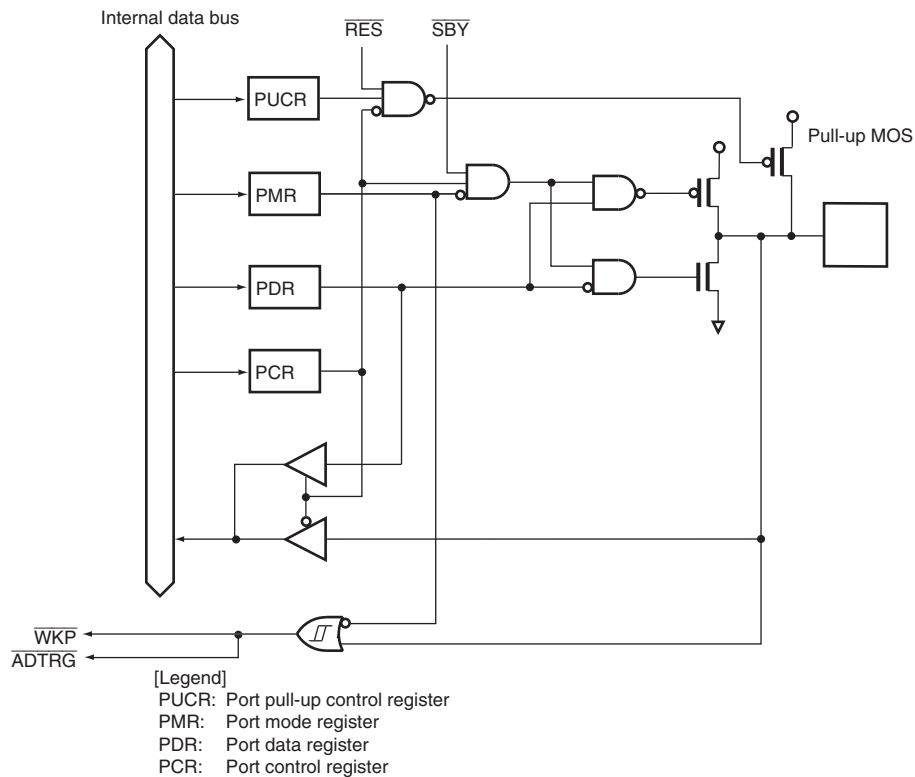 Internal data bus
RES
SBY
PUCR
Pull-up MOS
PMR
PDR
PCR
WKP
ADTRG
[Legend]
PUCR: Port pull-up control register
PMR: Port mode register
PDR: Port data register
PCR: Port control register